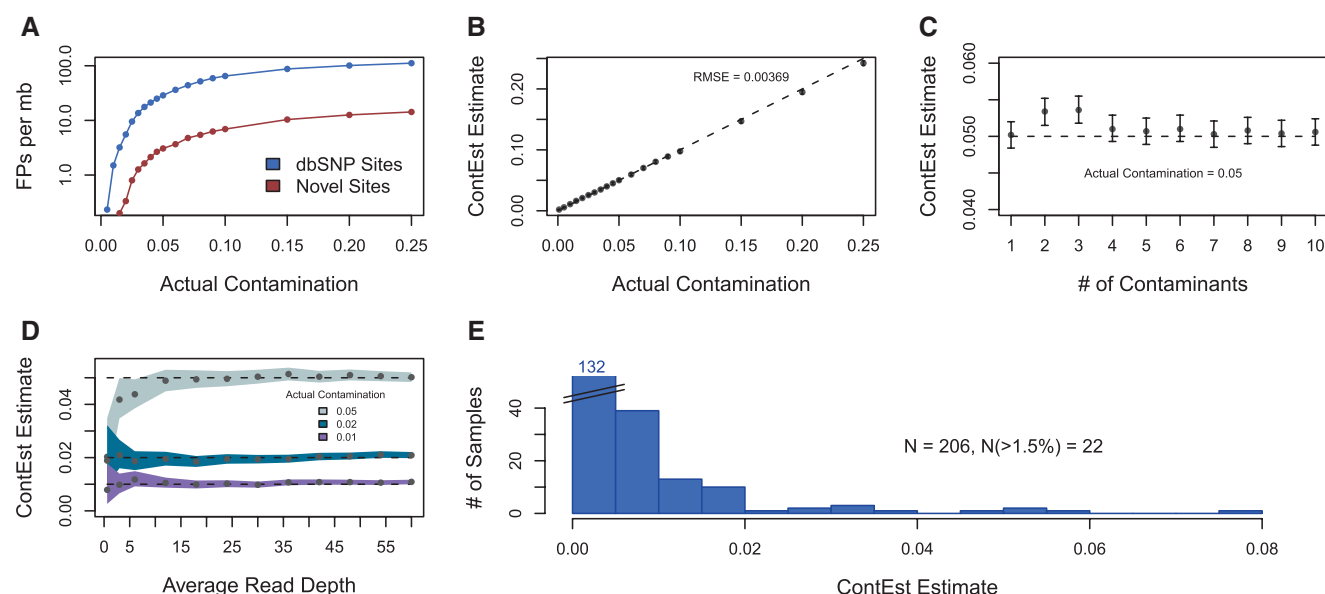 A
FPs per mb
100.0
10.0
1.0
dbSNP Sites
Novel Sites
0.00 0.05 0.10 0.15 0.20 0.25
Actual Contamination
B
ContEst Estimate
0.20
0.10
0.00
RMSE = 0.00369
0.00 0.05 0.10 0.15 0.20 0.25
Actual Contamination
C
ContEst Estimate
0.060
0.050
0.040
Actual Contamination = 0.05
1 2 3 4 5 6 7 8 9 10
# of Contaminants
D
ContEst Estimate
0.04
0.02
0.00
Actual Contamination
0.05
0.02
0.01
0 5 15 25 35 45 55
Average Read Depth
E
# of Samples
40
20
0
132
N = 206, N(>1.5%) = 22
0.00 0.02 0.04 0.06 0.08
ContEst Estimate